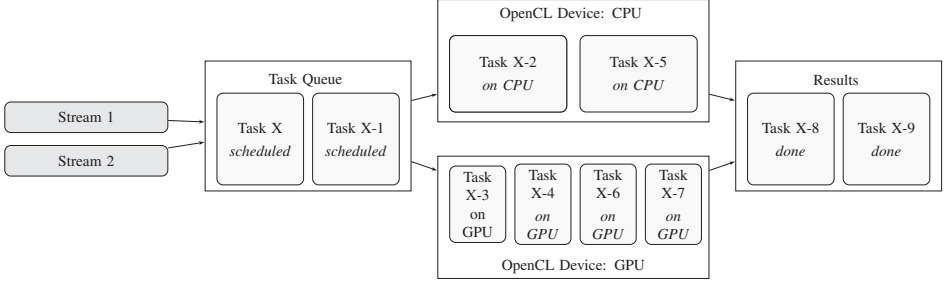 OpenCL Device: CPU
Task X-2
on CPU
Task X-5
on CPU
Stream 1
Stream 2
Task Queue
Task X
scheduled
Task X-1
scheduled
Results
Task X-8
done
Task X-9
done
Task
X-3
on
GPU
Task
X-4
on
GPU
Task
X-6
on
GPU
Task
X-7
on
GPU
OpenCL Device: GPU